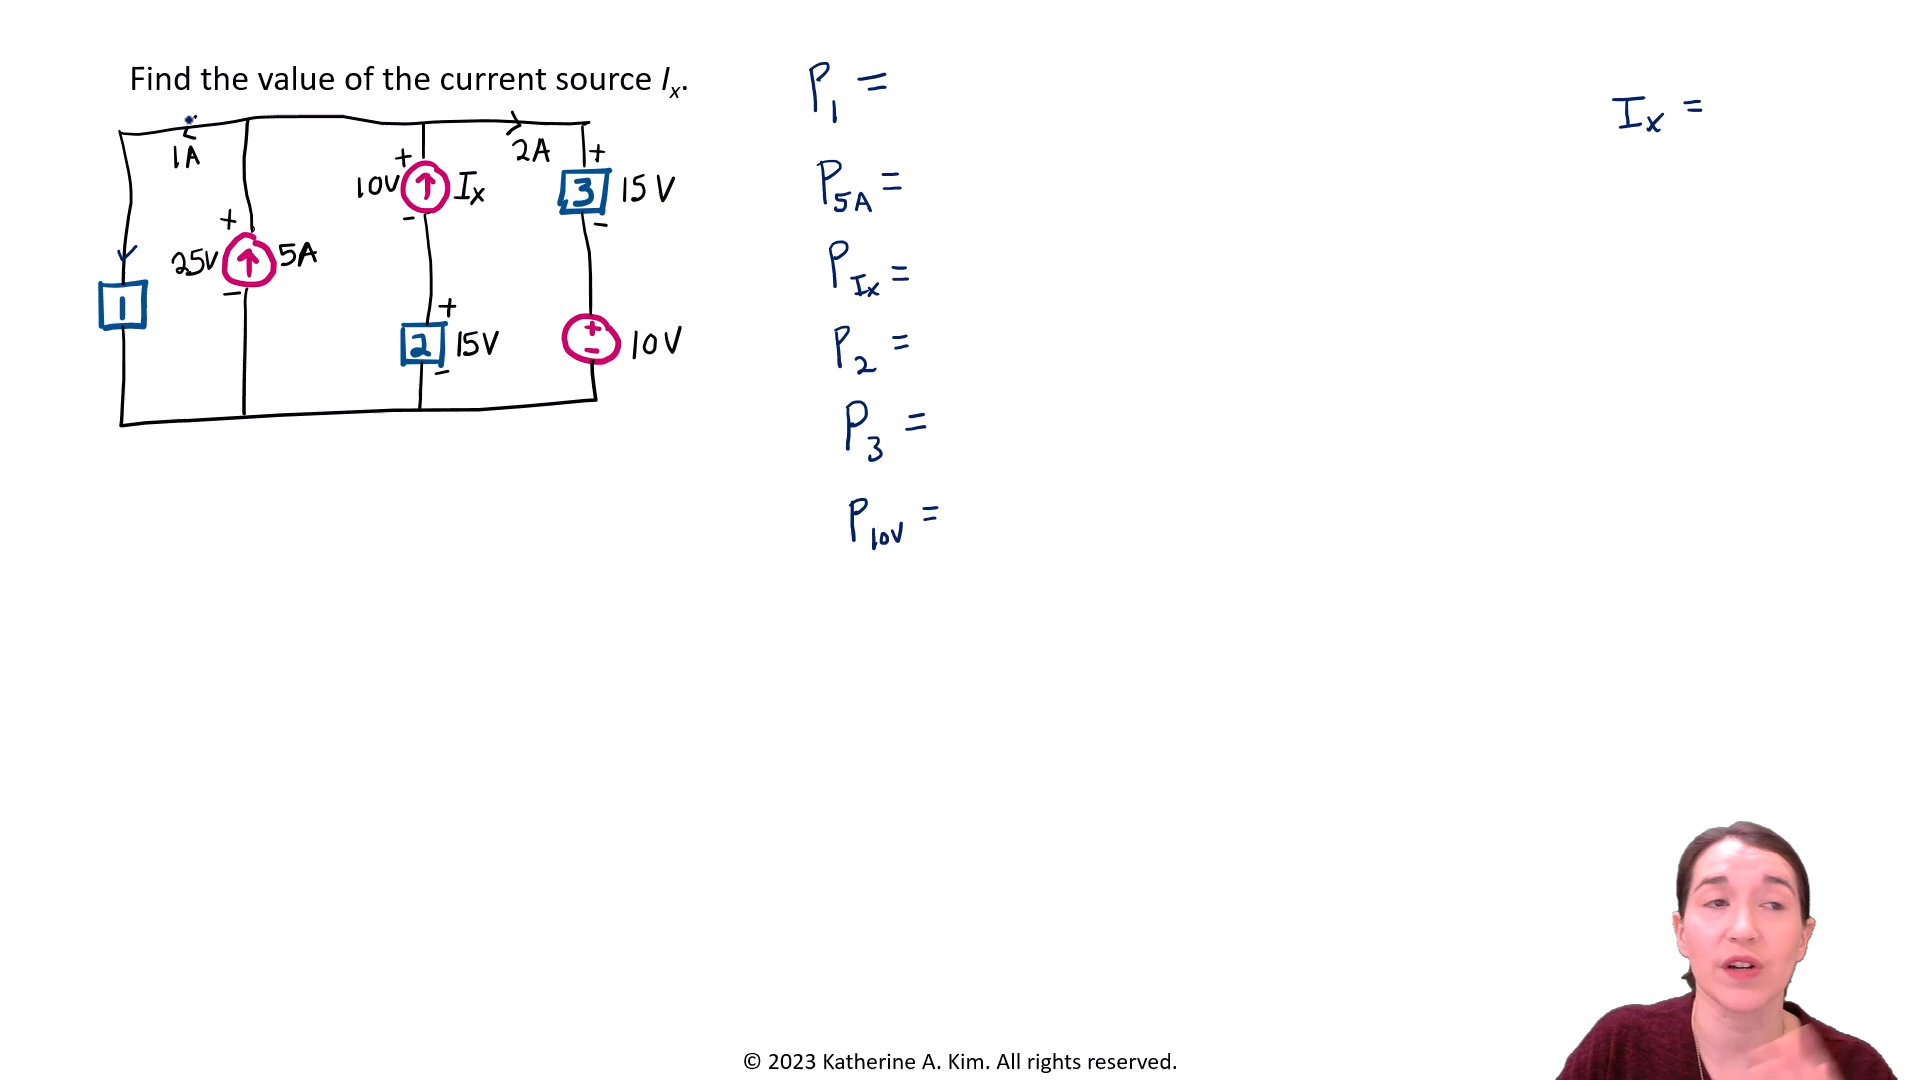 Find the value of the current source Iₓ.
1A
2A
+
+
10V
Iₓ
3
15V
-
-
+
25V
5A
-
1
+
2
15V
-
+
-
10V
P₁ =
P5A =
PIx =
P₂ =
P₃ =
P10V =
Iₓ =
© 2023 Katherine A. Kim. All rights reserved.